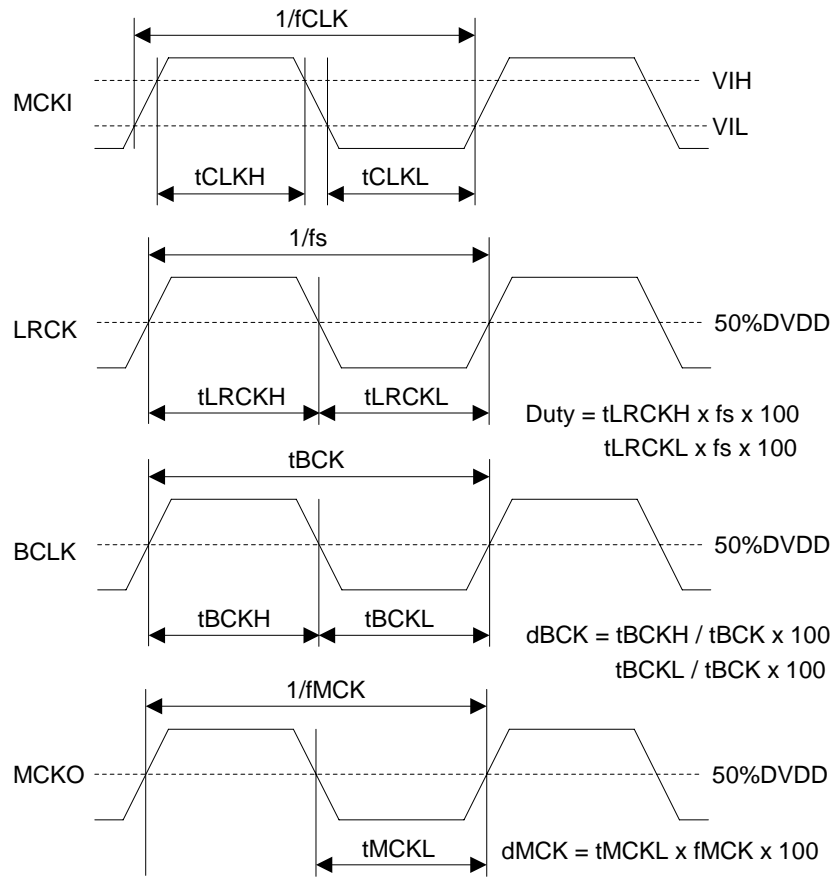 1/fCLK
VIH
MCKI
VIL
tCLKH
tCLKL
1/fs
LRCK
50%DVDD
tLRCKH
tLRCKL
Duty = tLRCKH x fs x 100
tLRCKL x fs x 100
tBCK
BCLK
50%DVDD
tBCKH
tBCKL
dBCK = tBCKH / tBCK x 100
tBCKL / tBCK x 100
1/fMCK
MCKO
50%DVDD
tMCKL
dMCK = tMCKL x fMCK x 100